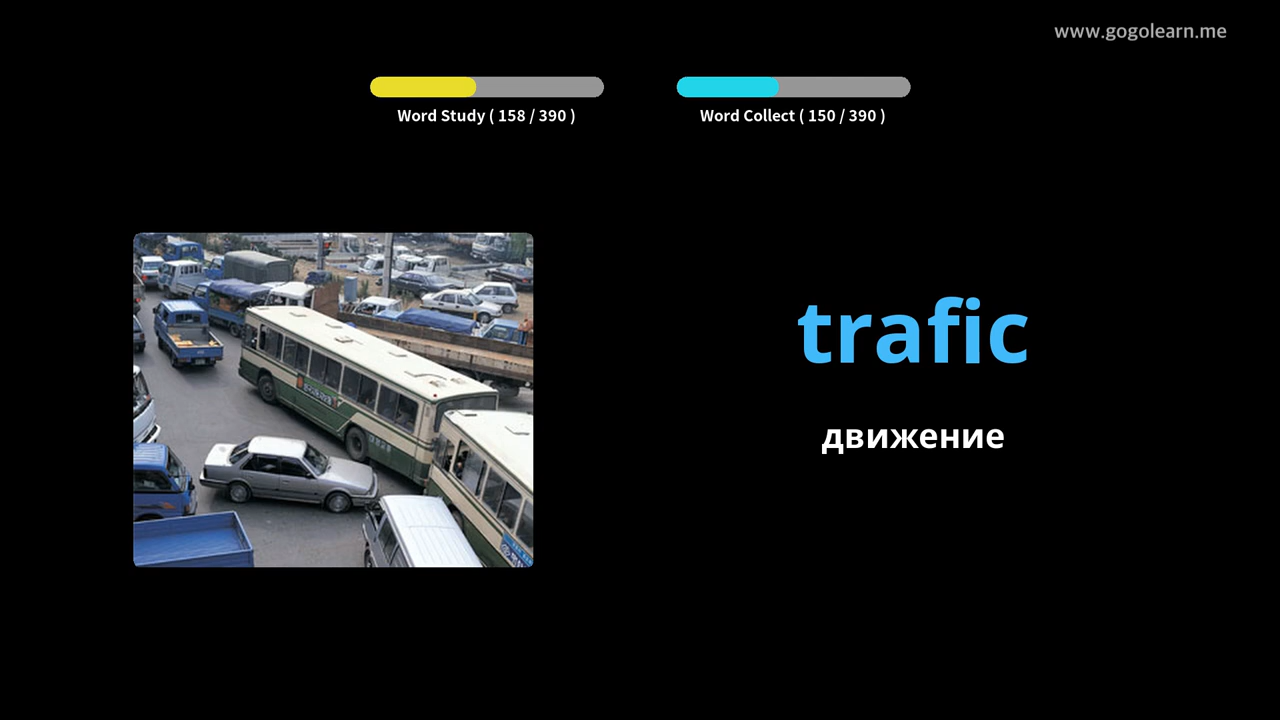 www.gogolearn.me
Word Study ( 158 / 390 )
Word Collect ( 150 / 390 )
trafic
движение